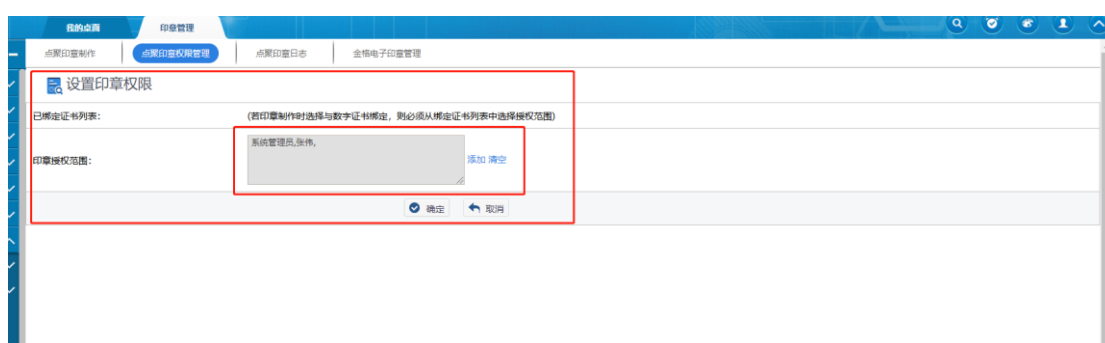 我的桌面 印章管理
点聚印章制作 点聚印章权限管理 点聚印章日志 金格电子印章管理
设置印章权限
已绑定证书列表: (若印章制作时选择与数字证书绑定，则必须从绑定证书列表中选择授权范围)
系统管理员,张伟,
印章授权范围: 添加 清空
确定 取消